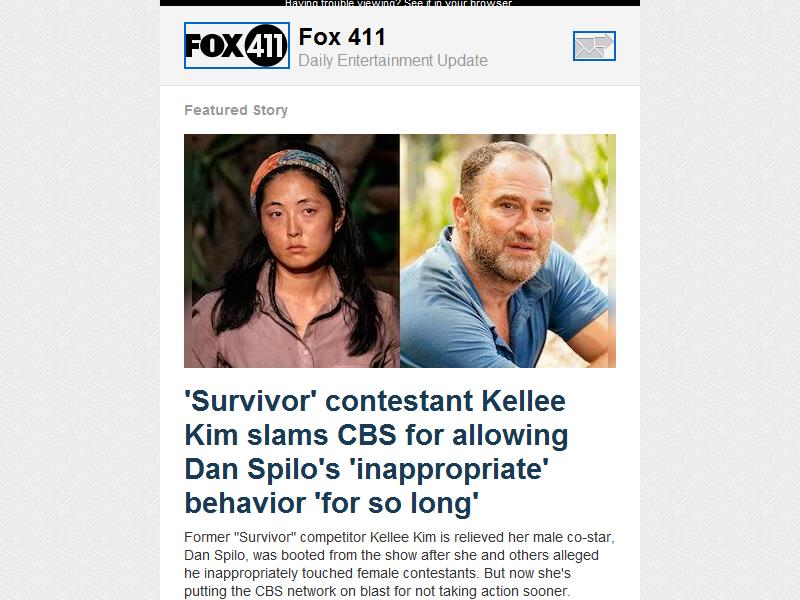 Having trouble viewing? See it in your browser
FOX 411
Fox 411
Daily Entertainment Update
Featured Story
'Survivor' contestant Kellee
Kim slams CBS for allowing
Dan Spilo's 'inappropriate'
behavior 'for so long'
Former "Survivor" competitor Kellee Kim is relieved her male co-star,
Dan Spilo, was booted from the show after she and others alleged
he inappropriately touched female contestants. But now she's
putting the CBS network on blast for not taking action sooner.